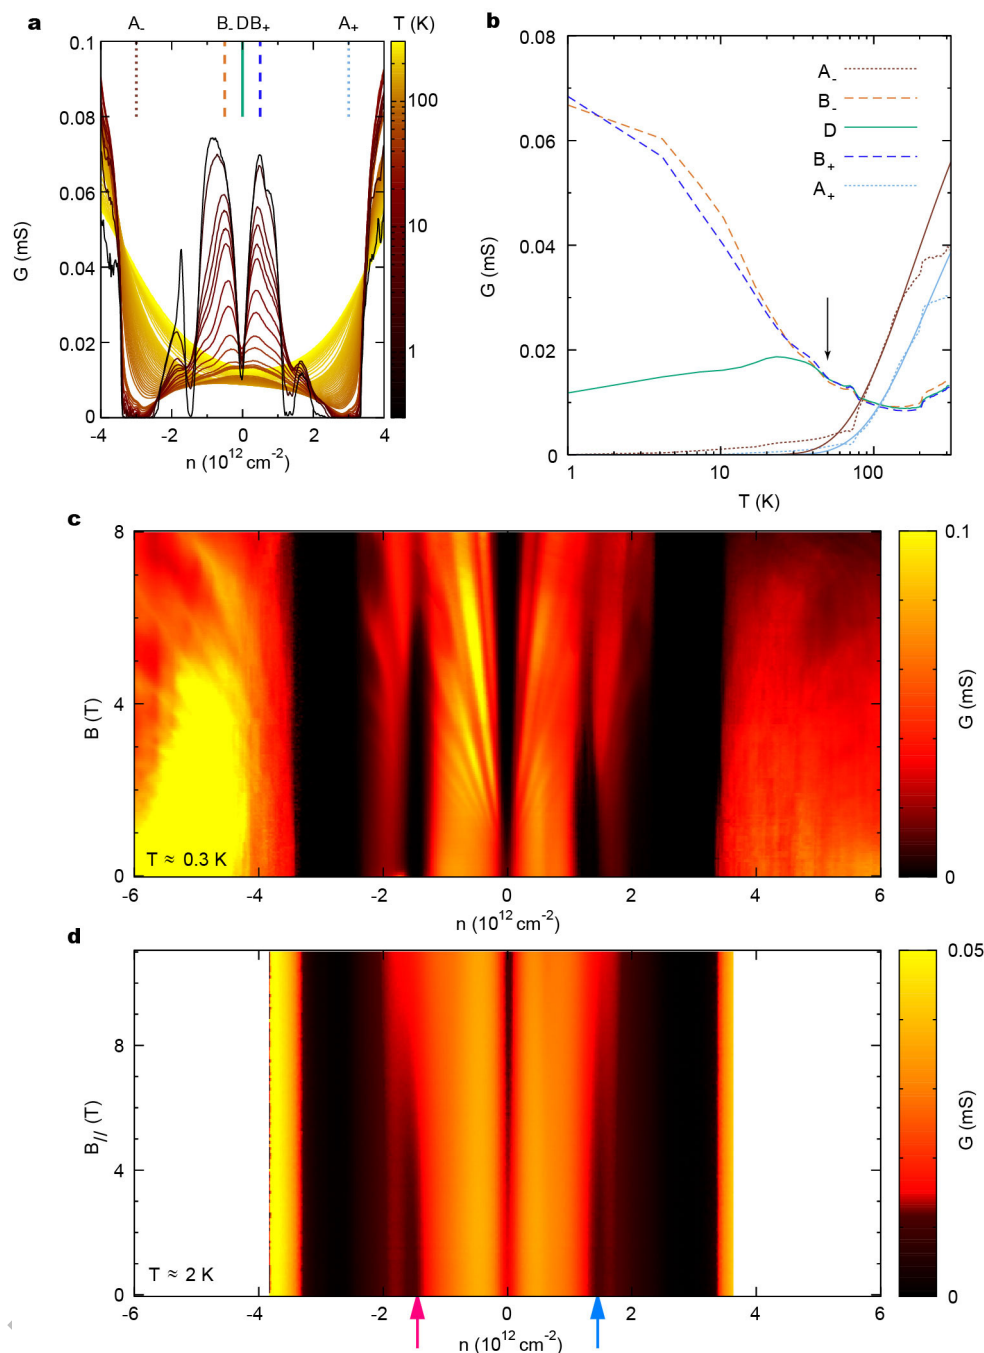 a
A- B- D B+ A+ T (K)
0.1
0.08
0.06
0.04
0.02
0
G (mS)
-4 -2 0 2 4
n (10^12 cm^-2)
100
10
1
b
0.08
0.06
0.04
0.02
0
G (mS)
A-
B-
D
B+
A+
1 10 100
T (K)
c
8
4
0
B (T)
T ≈ 0.3 K
-6 -4 -2 0 2 4 6
n (10^12 cm^-2)
0.1
0
G (mS)
d
8
4
0
B// (T)
T ≈ 2 K
-6 -4 -2 0 2 4 6
n (10^12 cm^-2)
0.05
0
G (mS)